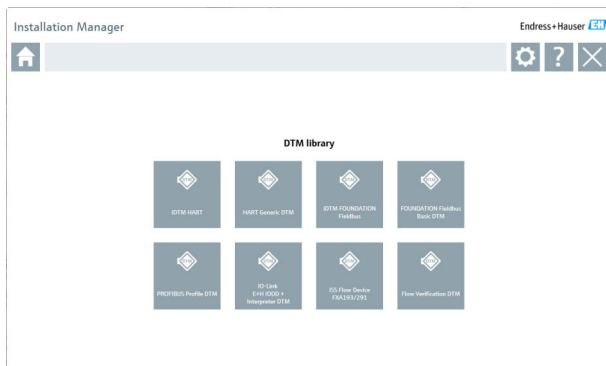 Installation Manager
Endress+Hauser EH
?
DTM library
iDTM HART
HART Generic DTM
iDTM FOUNDATION
Fieldbus
FOUNDATION Fieldbus
Basic DTM
PROFIBUS Profile DTM
IO-Link
E+H IODD +
Interpreter DTM
ISS Flow Device
FXA193/291
Flow Verification DTM